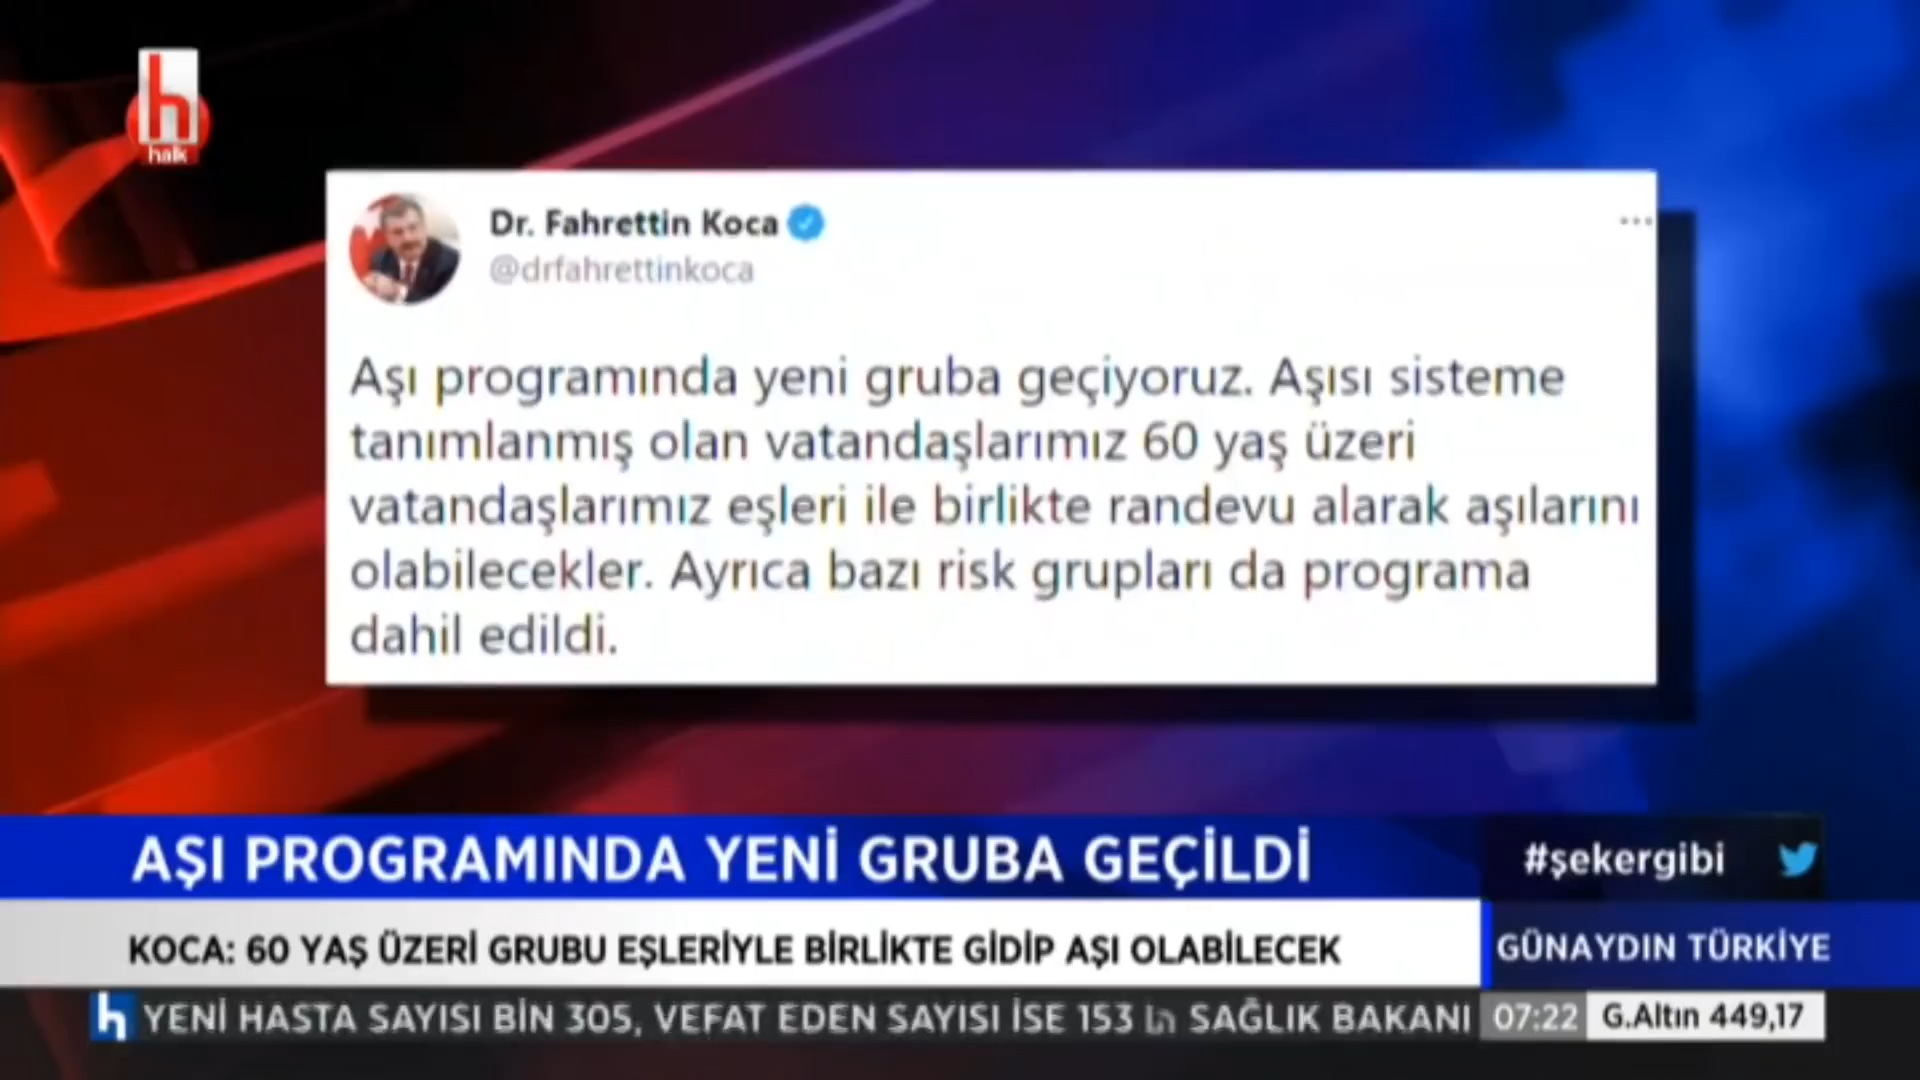 h
halk
Dr. Fahrettin Koca
@drfahrettinkoca
Aşı programında yeni gruba geçiyoruz. Aşısı sisteme
tanımlanmış olan vatandaşlarımız 60 yaş üzeri
vatandaşlarımız eşleri ile birlikte randevu alarak aşılarını
olabilecekler. Ayrıca bazı risk grupları da programa
dahil edildi.
AŞI PROGRAMINDA YENİ GRUBA GEÇİLDİ
#şekergibi
KOCA: 60 YAŞ ÜZERİ GRUBU EŞLERİYLE BİRLİKTE GİDİP AŞI OLABİLECEK
GÜNAYDIN TÜRKİYE
h YENİ HASTA SAYISI BİN 305, VEFAT EDEN SAYISI İSE 153 h SAĞLIK BAKANI
07:22 G.Altın 449,17